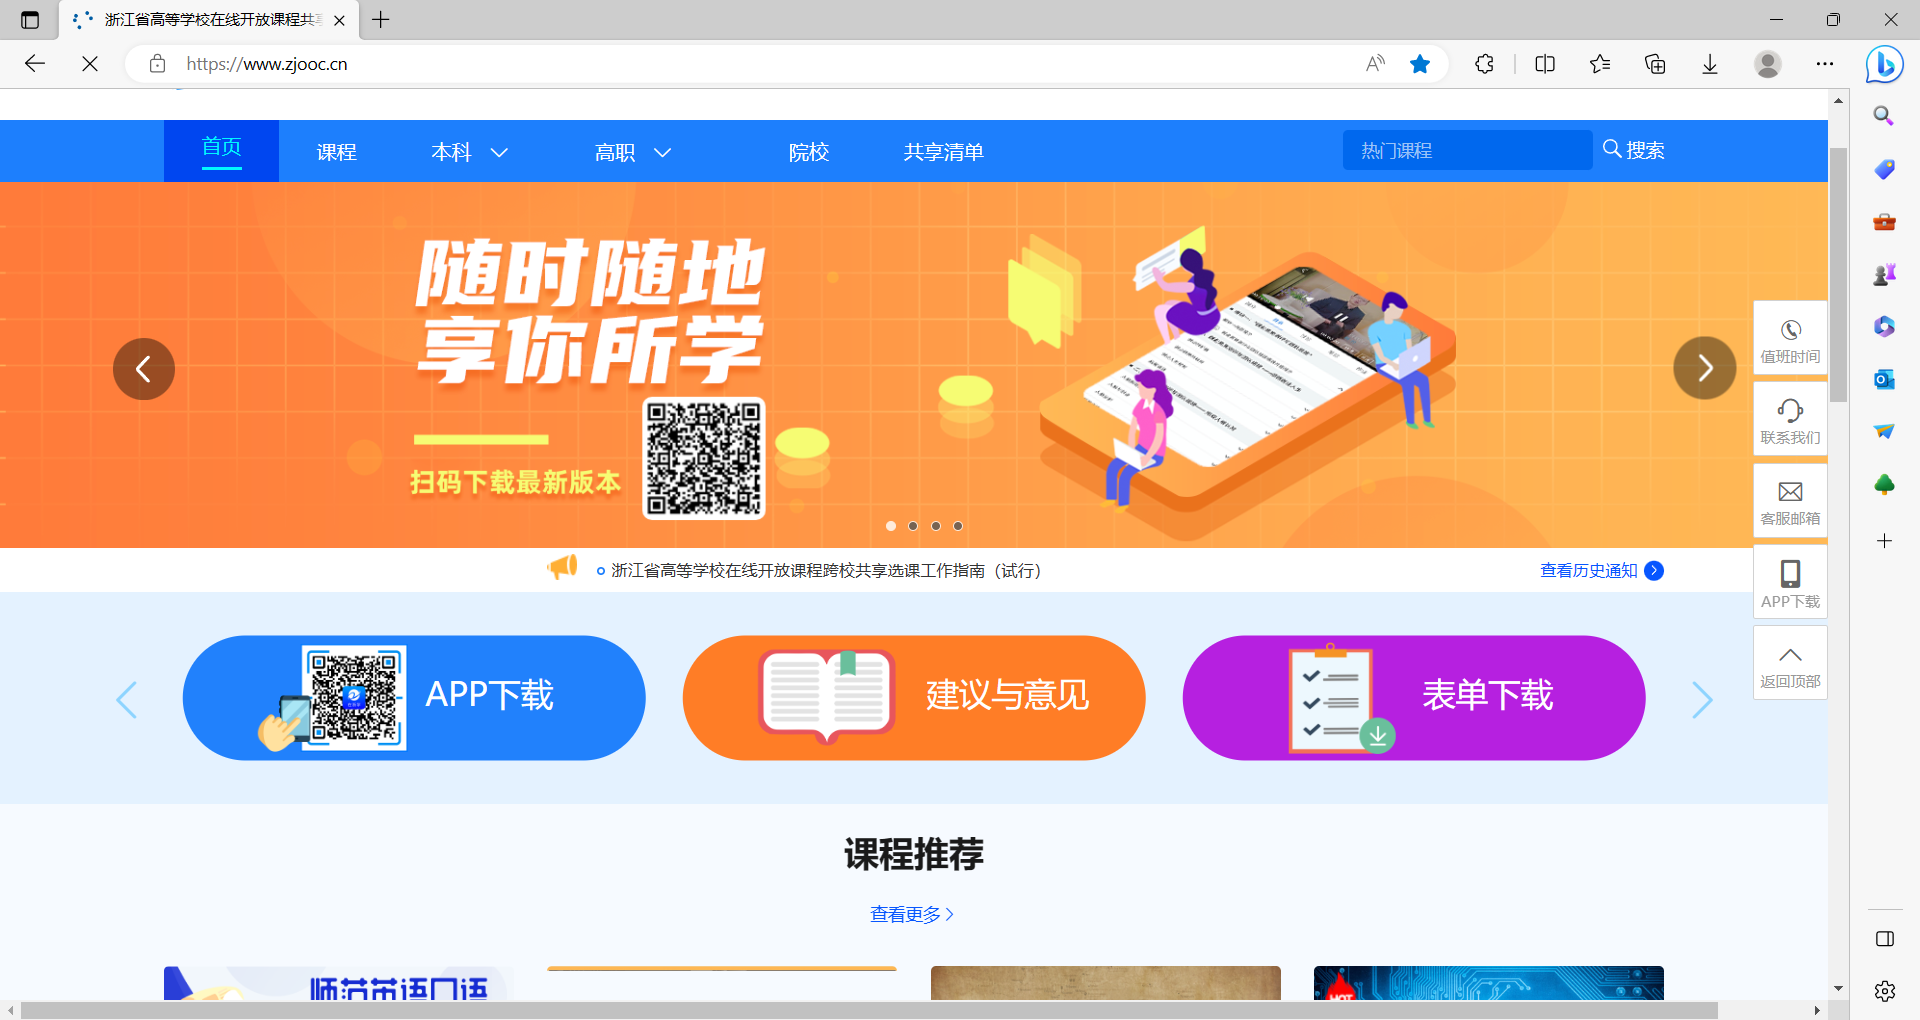 浙江省高等学校在线开放课程共
https://www.zjooc.cn
首页
课程
本科
高职
院校
共享清单
热门课程
搜索
随时随地
享你所学
扫码下载最新版本
值班时间
联系我们
客服邮箱
APP下载
返回顶部
浙江省高等学校在线开放课程跨校共享选课工作指南（试行）
查看历史通知
APP下载
建议与意见
表单下载
课程推荐
查看更多
师范英语口语
HOT